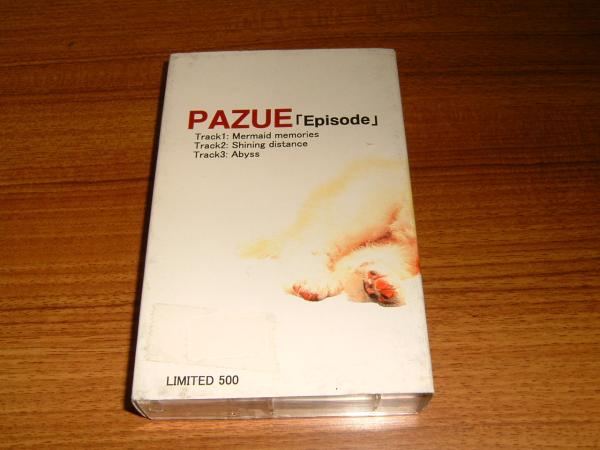 PAZUE「Episode」
Track1: Mermaid memories
Track2: Shining distance
Track3: Abyss
LIMITED 500